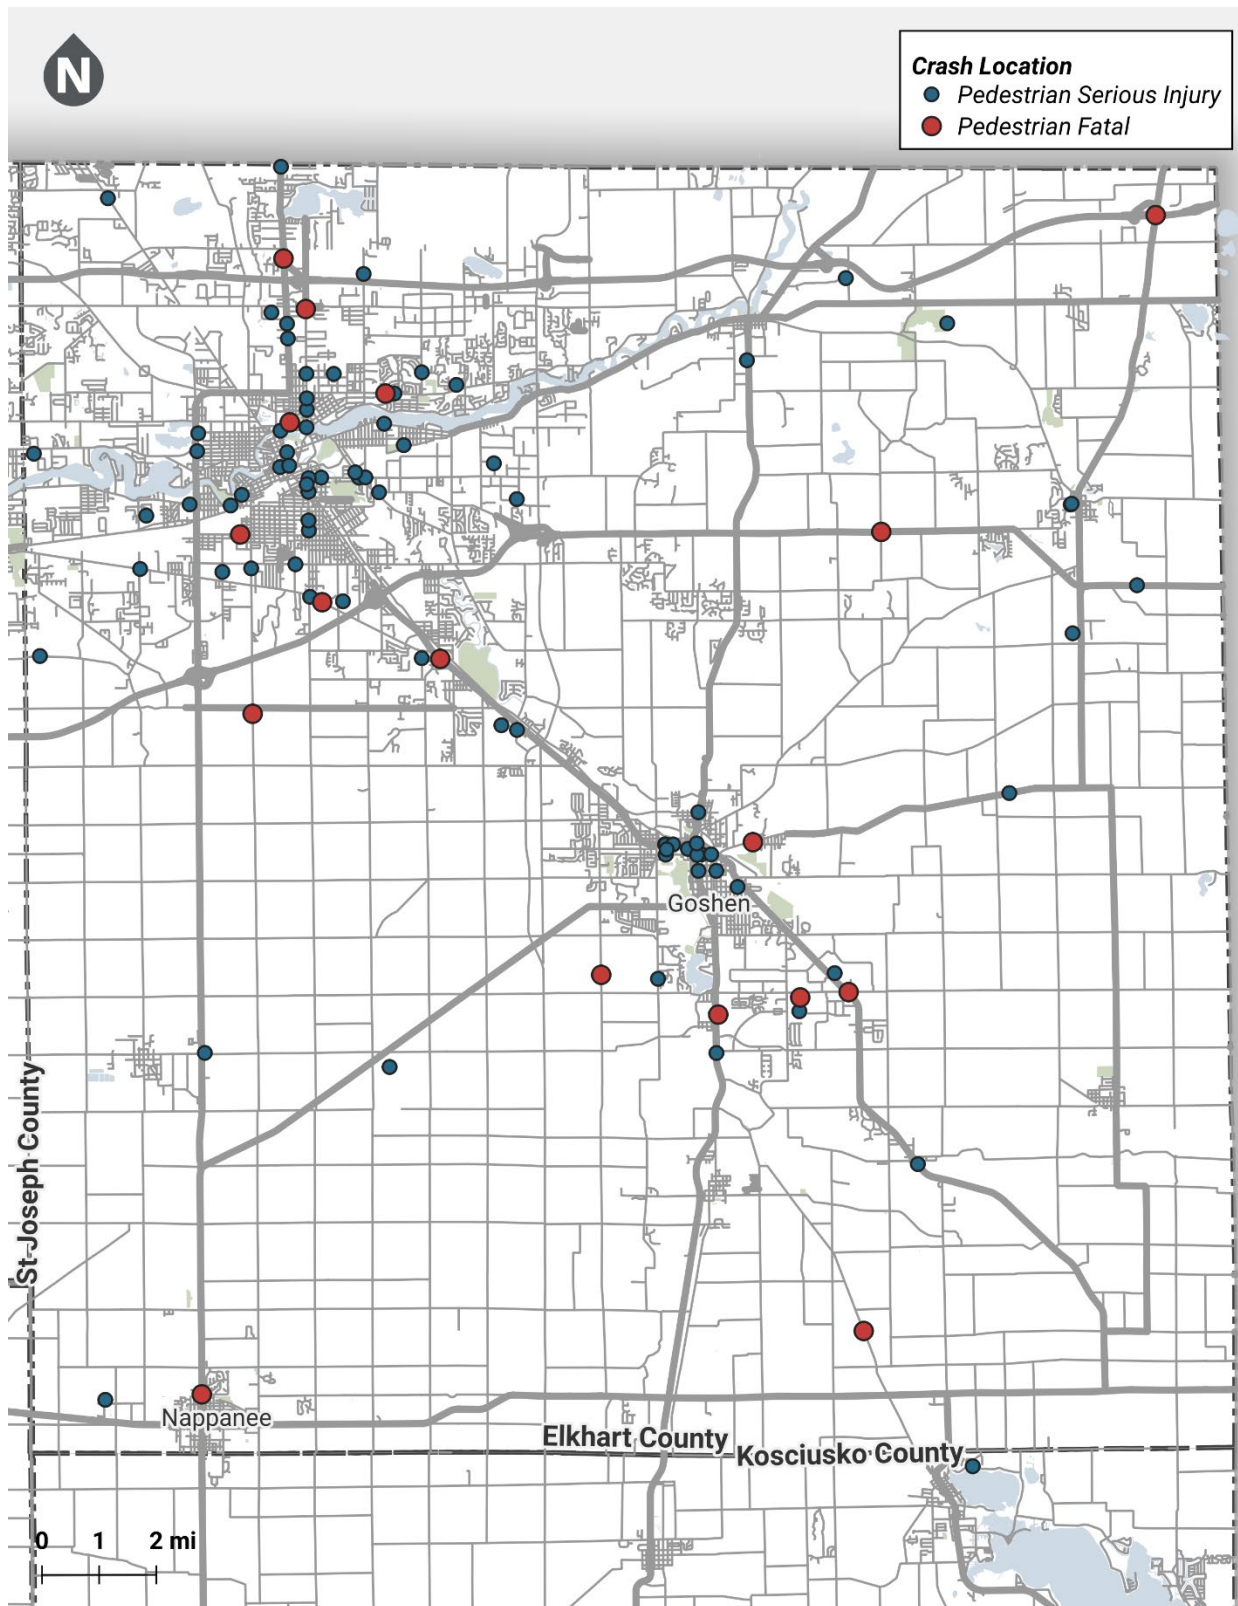 N
Crash Location
Pedestrian Serious Injury
Pedestrian Fatal
Goshen
St-Joseph County
Nappanee
Elkhart County
Kosciusko County
0 1 2 mi